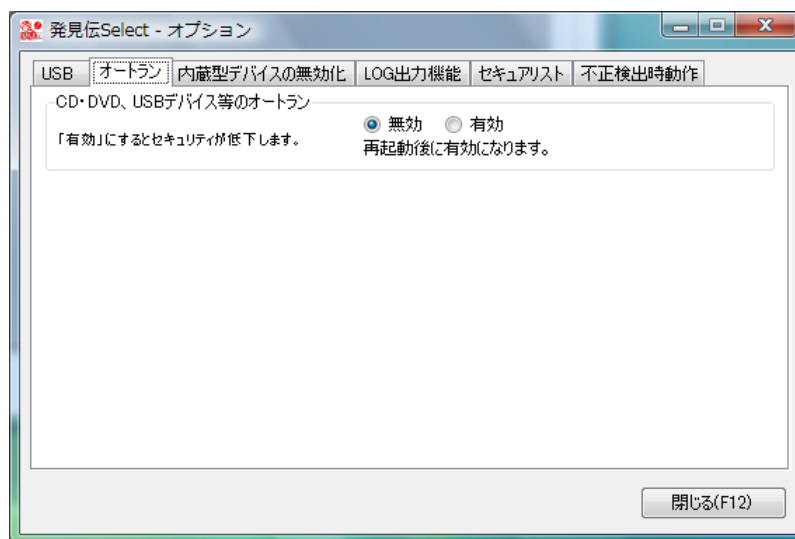 発見伝Select - オプション
USB オートラン 内蔵型デバイスの無効化 LOG出力機能 セキュアリスト 不正検出時動作
CD・DVD、USBデバイス等のオートラン
無効 有効
「有効」にするとセキュリティが低下します。
再起動後に有効になります。
閉じる(F12)